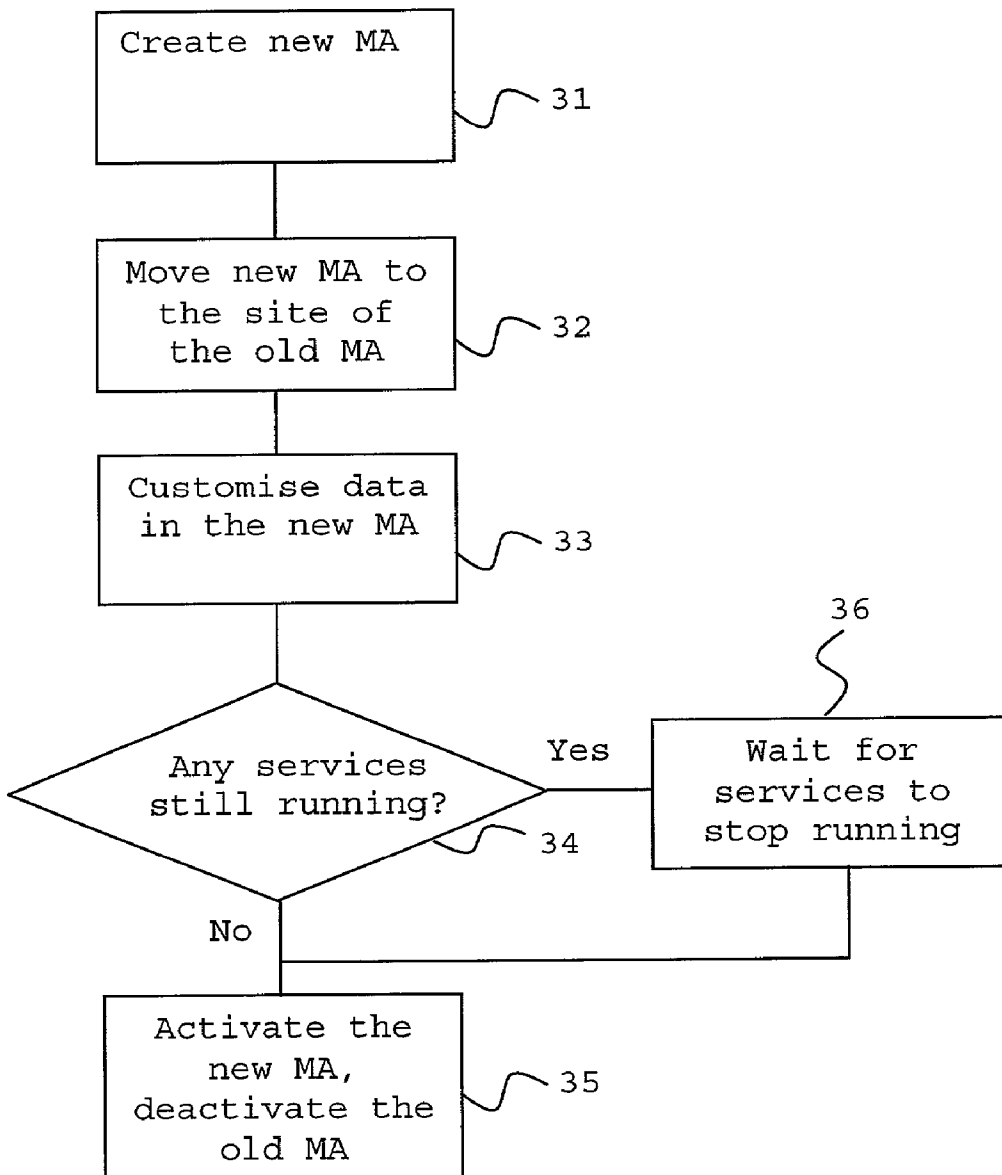 Create new MA
31
Move new MA to
the site of
the old MA
32
Customise data
in the new MA
33
36
Any services
still running?
34
Yes
Wait for
services to
stop running
No
Activate the
new MA,
deactivate the
old MA
35